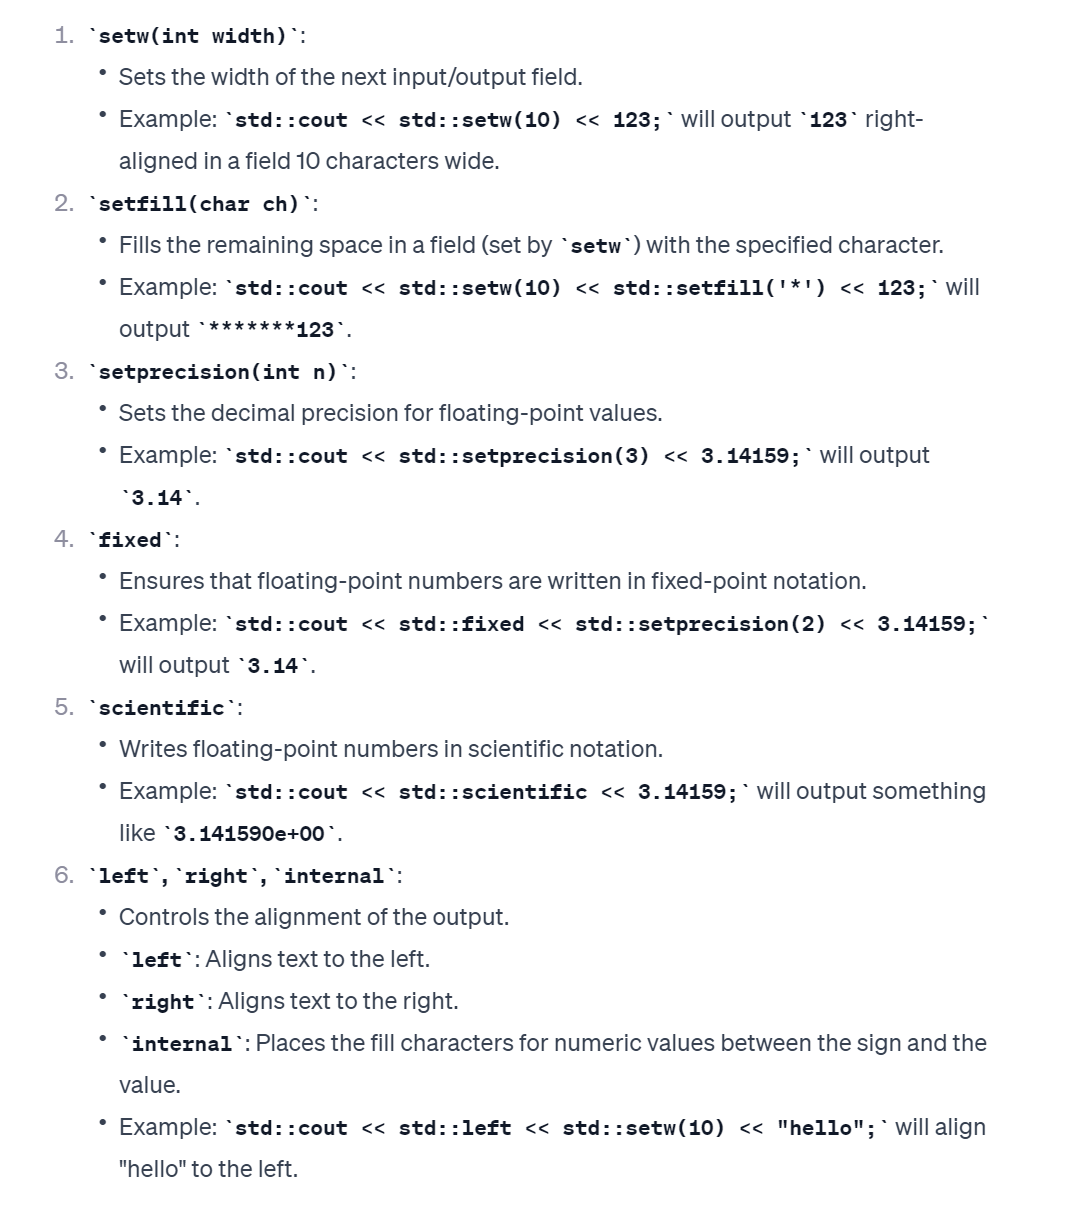 1. `setw(int width)`:
• Sets the width of the next input/output field.
• Example: `std::cout << std::setw(10) << 123;` will output `123` right-
aligned in a field 10 characters wide.
2. `setfill(char ch)`:
• Fills the remaining space in a field (set by `setw`) with the specified character.
• Example: `std::cout << std::setw(10) << std::setfill('*') << 123;` will
output `*******123`.
3. `setprecision(int n)`:
• Sets the decimal precision for floating-point values.
• Example: `std::cout << std::setprecision(3) << 3.14159;` will output
`3.14`.
4. `fixed`:
• Ensures that floating-point numbers are written in fixed-point notation.
• Example: `std::cout << std::fixed << std::setprecision(2) << 3.14159;`
will output `3.14`.
5. `scientific`:
• Writes floating-point numbers in scientific notation.
• Example: `std::cout << std::scientific << 3.14159;` will output something
like `3.141590e+00`.
6. `left`, `right`, `internal`:
• Controls the alignment of the output.
• `left`: Aligns text to the left.
• `right`: Aligns text to the right.
• `internal`: Places the fill characters for numeric values between the sign and the
value.
• Example: `std::cout << std::left << std::setw(10) << "hello";` will align
"hello" to the left.